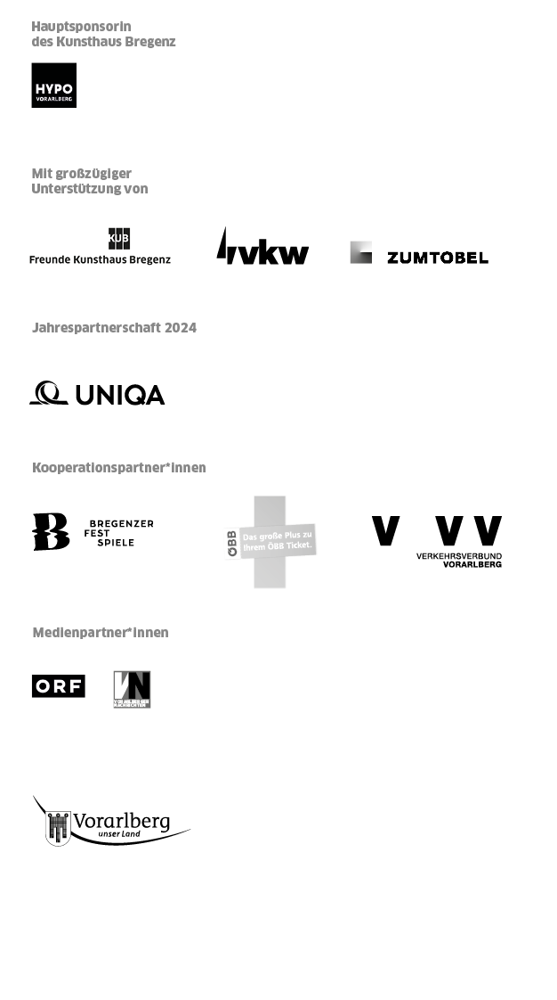 Hauptsponsorin
des Kunsthaus Bregenz
HYPO
VORARLBERG
Mit großzügiger
Unterstützung von
KUB
Freunde Kunsthaus Bregenz
vkw
ZUMTOBEL
Jahrespartnerschaft 2024
UNIQA
Kooperationspartner*innen
B
BREGENZER
FEST
SPIELE
ÖBB
Das große Plus zu
Ihrem ÖBB Ticket.
V VV
VERKEHRSVERBUND
VORARLBERG
Medienpartner*innen
ORF
VN
VORARLBERGER
NACHRICHTEN
Vorarlberg
unser Land